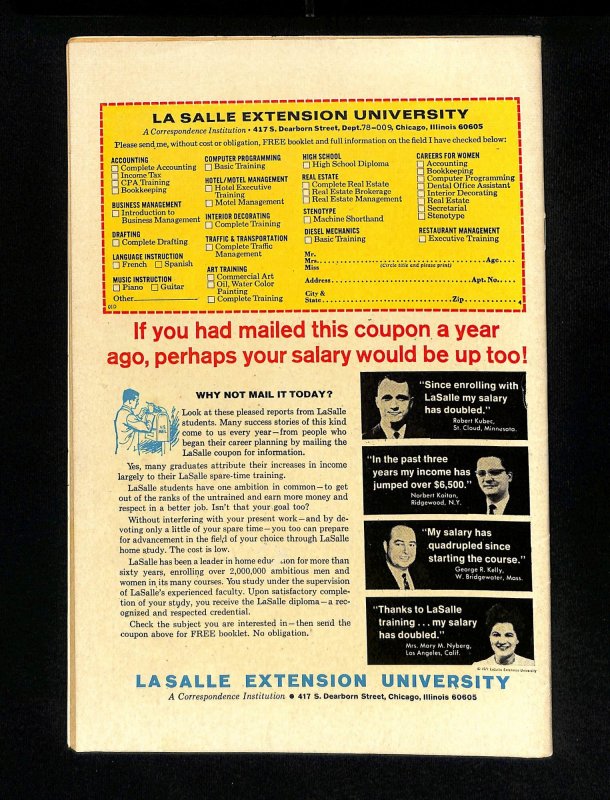 LA SALLE EXTENSION UNIVERSITY
A Correspondence Institution • 417 S. Dearborn Street, Dept. 78-009, Chicago, Illinois 60605
Please send me, without cost or obligation, FREE booklet and full information on the field I have checked below:
ACCOUNTING
Complete Accounting
Income Tax
CPA Training
Bookkeeping
BUSINESS MANAGEMENT
Introduction to
Business Management
DRAFTING
Complete Drafting
LANGUAGE INSTRUCTION
French Spanish
MUSIC INSTRUCTION
Piano Guitar
Other
010
COMPUTER PROGRAMMING
Basic Training
HOTEL/MOTEL MANAGEMENT
Hotel Executive
Training
Motel Management
INTERIOR DECORATING
Complete Training
TRAFFIC & TRANSPORTATION
Complete Traffic
Management
ART TRAINING
Commercial Art
Oil, Water Color
Painting
Complete Training
HIGH SCHOOL
High School Diploma
REAL ESTATE
Complete Real Estate
Real Estate Brokerage
Real Estate Management
STENOTYPE
Machine Shorthand
DIESEL MECHANICS
Basic Training
CAREERS FOR WOMEN
Accounting
Bookkeeping
Computer Programming
Dental Office Assistant
Interior Decorating
Real Estate
Secretarial
Stenotype
RESTAURANT MANAGEMENT
Executive Training
Mr.
Mrs. Age
Miss (Circle title and please print)
Address Apt. No.
City &
State Zip
If you had mailed this coupon a year
ago, perhaps your salary would be up too!
WHY NOT MAIL IT TODAY?
U.S. MAIL
Look at these pleased reports from LaSalle
students. Many success stories of this kind
come to us every year—from people who
began their career planning by mailing the
LaSalle coupon for information.
Yes, many graduates attribute their increases in income
largely to their LaSalle spare-time training.
LaSalle students have one ambition in common—to get
out of the ranks of the untrained and earn more money and
respect in a better job. Isn't that your goal too?
Without interfering with your present work—and by de-
voting only a little of your spare time—you too can prepare
for advancement in the field of your choice through LaSalle
home study. The cost is low.
LaSalle has been a leader in home edu ion for more than
sixty years, enrolling over 2,000,000 ambitious men and
women in its many courses. You study under the supervision
of LaSalle's experienced faculty. Upon satisfactory comple-
tion of your study, you receive the LaSalle diploma—a rec-
ognized and respected credential.
Check the subject you are interested in—then send the
coupon above for FREE booklet. No obligation.
"Since enrolling with
LaSalle my salary
has doubled."
Robert Kubec,
St. Cloud, Minnesota.
"In the past three
years my income has
jumped over $6,500."
Norbert Kaitan,
Ridgewood, N.Y.
"My salary has
quadrupled since
starting the course."
George R. Kelly,
W. Bridgewater, Mass.
"Thanks to LaSalle
training . . . my salary
has doubled."
Mrs. Mary M. Nyberg,
Los Angeles, Calif.
© 1971 LaSalle Extension University
LA SALLE EXTENSION UNIVERSITY
A Correspondence Institution • 417 S. Dearborn Street, Chicago, Illinois 60605